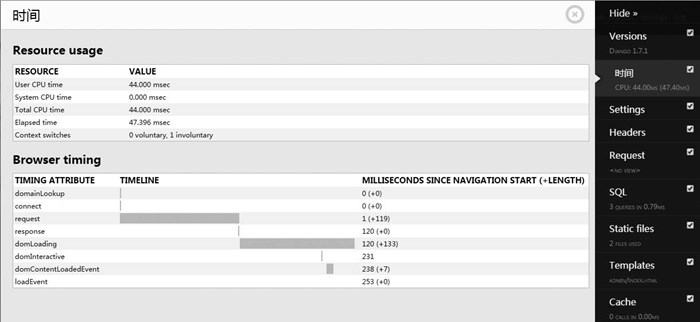 时间
Resource usage
RESOURCE VALUE
User CPU time 44.000 msec
System CPU time 0.000 msec
Total CPU time 44.000 msec
Elapsed time 47.396 msec
Context switches 0 voluntary, 1 involuntary
Browser timing
TIMING ATTRIBUTE TIMELINE MILLISECONDS SINCE NAVIGATION START (+LENGTH)
domainLookup 0 (+0)
connect 0 (+0)
request 1 (+119)
response 120 (+0)
domLoading 120 (+133)
domInteractive 231
domContentLoadedEvent 238 (+7)
loadEvent 253 (+0)
Hide »
Versions
DJANGO 1.7.1
时间
CPU: 44.00MS (47.40MS)
Settings
Headers
Request
<NO VIEW>
SQL
3 QUERIES IN 0.79MS
Static files
2 FILES USED
Templates
ADMIN/INDEX.HTML
Cache
0 CALLS IN 0.00MS